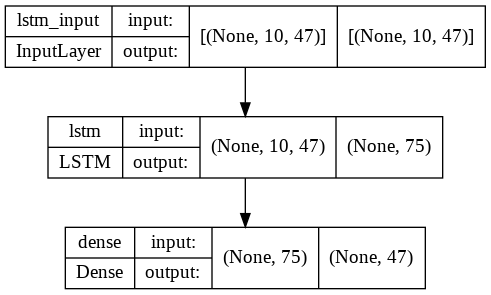 lstm_input input: [(None, 10, 47)] [(None, 10, 47)]
InputLayer output:
lstm input: (None, 10, 47) (None, 75)
LSTM output:
dense input: (None, 75) (None, 47)
Dense output: